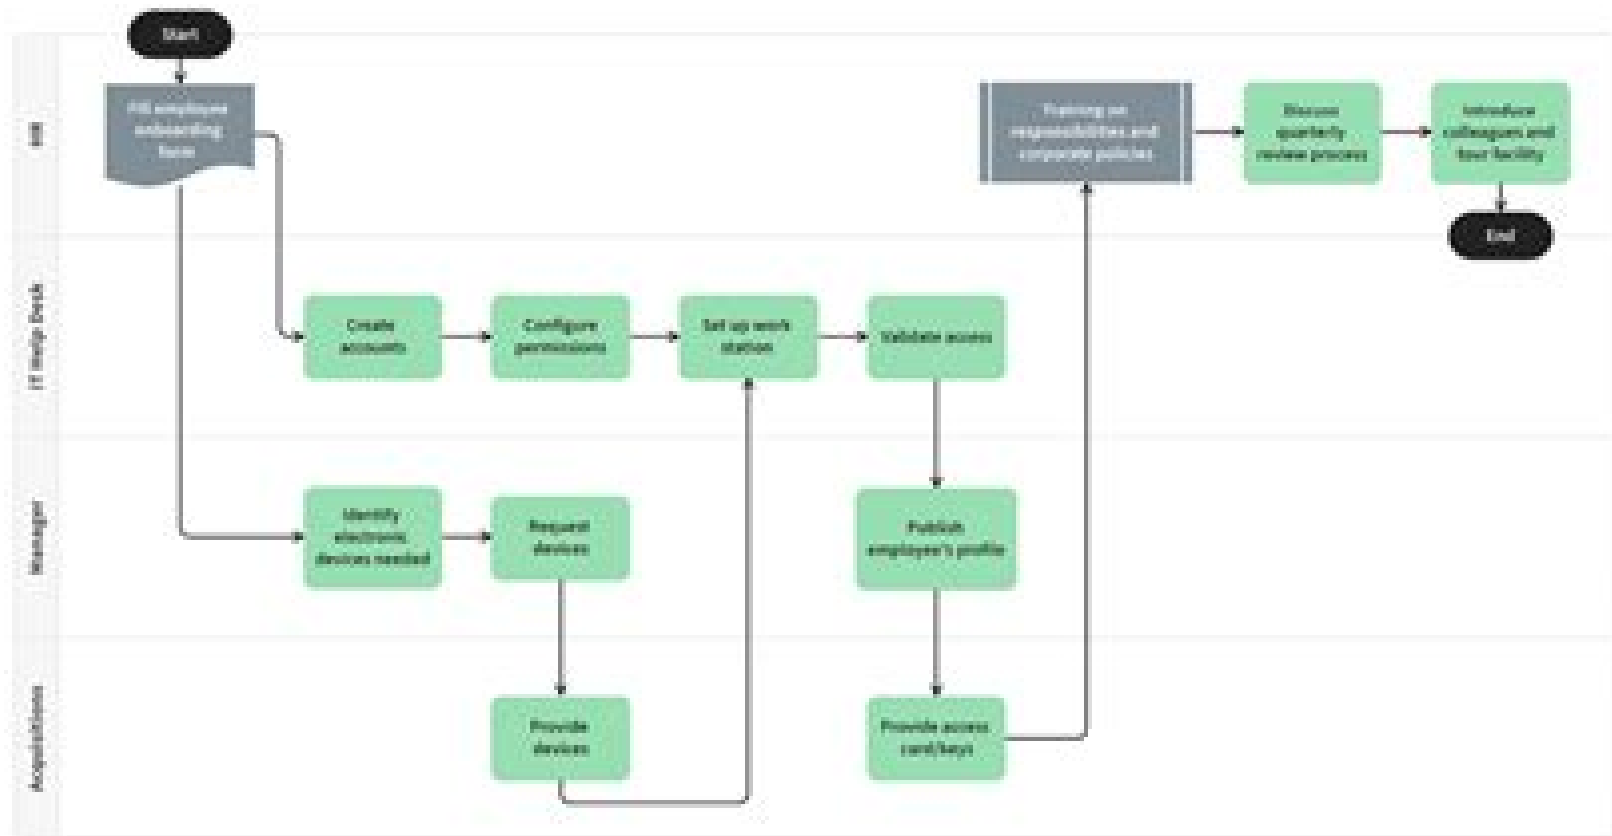 Start
HR
Fill employee
onboarding
form
Training on
responsibilities and
corporate policies
Discuss
quarterly
review process
Introduce
colleagues and
tour facility
End
IT Help Desk
Create
accounts
Configure
permissions
Set up work
station
Validate access
Manager
Identify
electronic
devices needed
Request
devices
Publish
employee's profile
Acquisitions
Provide
devices
Provide access
card/keys